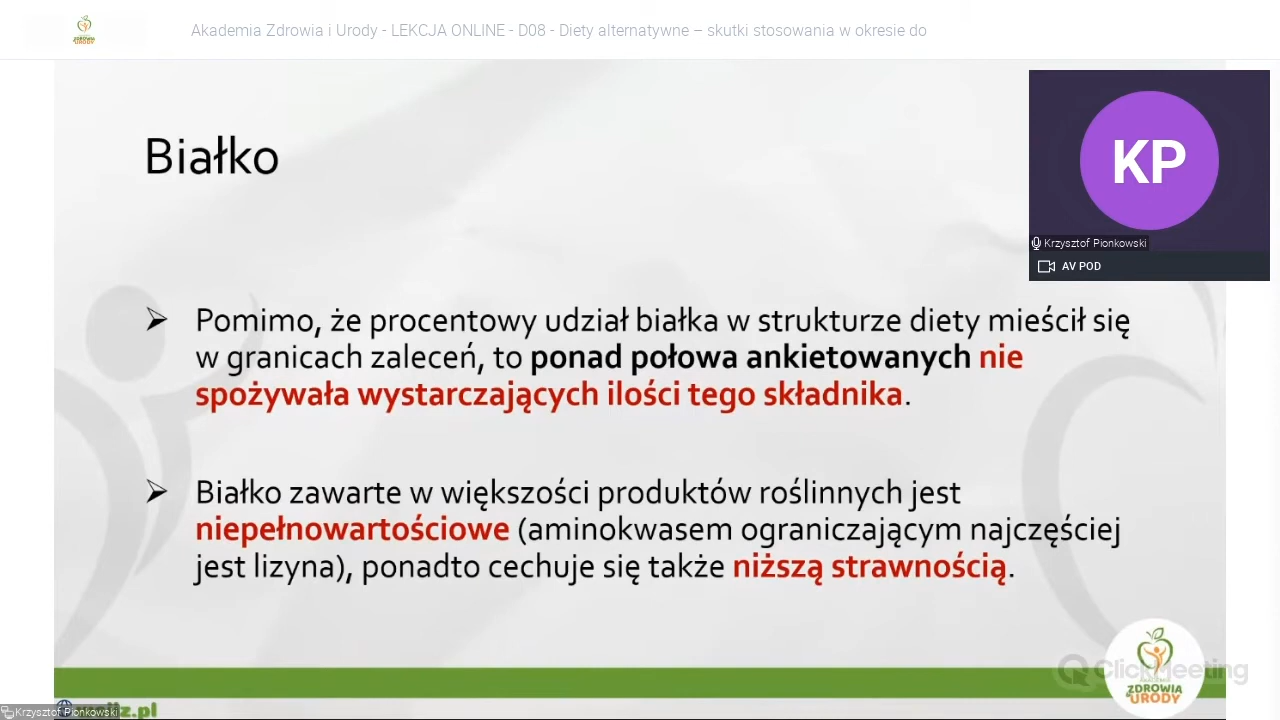 Akademia Zdrowia i Urody - LEKCJA ONLINE - D08 - Diety alternatywne – skutki stosowania w okresie do
ZDROWIA
URODY
KP
Krzysztof Pionkowski
AV POD
Białko
Pomimo, że procentowy udział białka w strukturze diety mieścił się
w granicach zaleceń, to ponad połowa ankietowanych nie
spożywała wystarczających ilości tego składnika.
Białko zawarte w większości produktów roślinnych jest
niepełnowartościowe (aminokwasem ograniczającym najczęściej
jest lizyna), ponadto cechuje się także niższą strawnością.
ClickMeeting
AKADEMIA
ZDROWIA
i URODY
Krzysztof Pionkowski